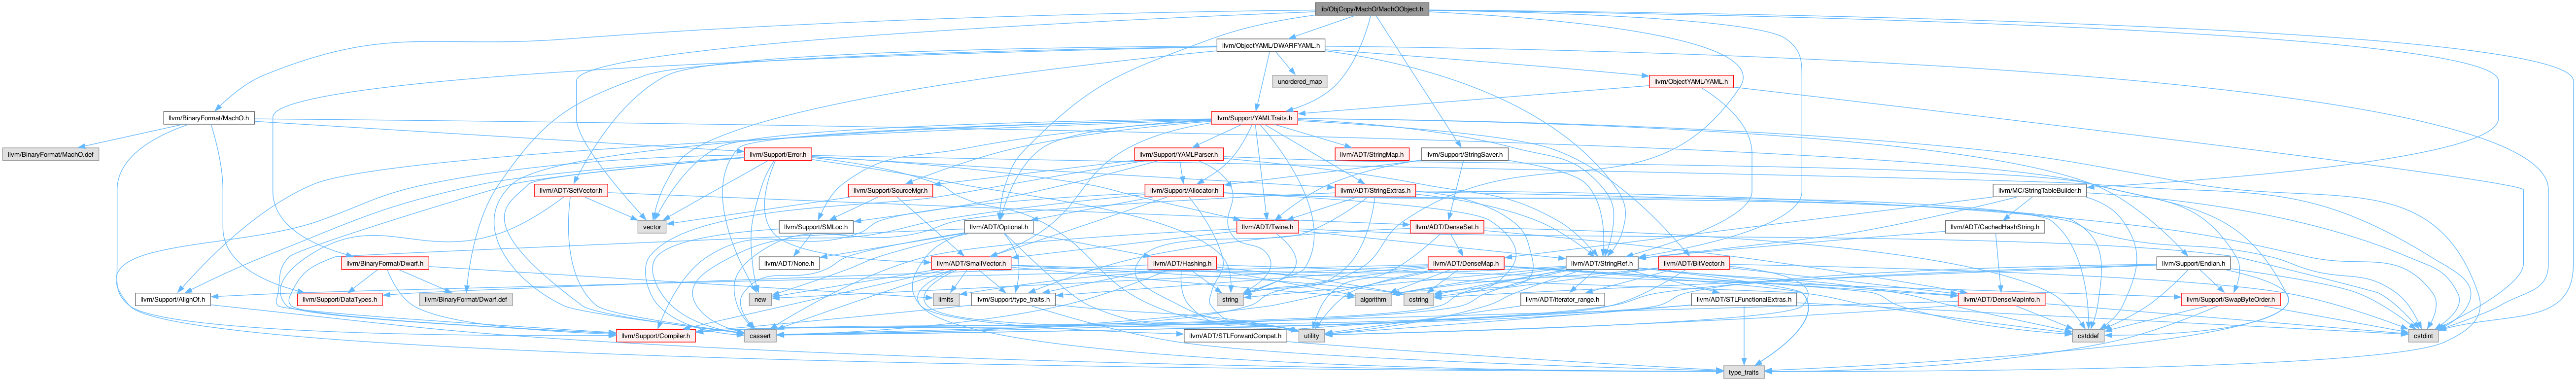 lib/ObjCopy/MachO/MachOObject.h
llvm/ObjectYAML/DWARFYAML.h
unordered_map
llvm/ObjectYAML/YAML.h
llvm/BinaryFormat/MachO.h
llvm/Support/YAMLTraits.h
llvm/BinaryFormat/MachO.def
llvm/Support/Error.h
llvm/Support/YAMLParser.h
llvm/ADT/StringMap.h
llvm/Support/StringSaver.h
llvm/ADT/SetVector.h
llvm/Support/SourceMgr.h
llvm/Support/Allocator.h
llvm/ADT/StringExtras.h
llvm/MC/StringTableBuilder.h
vector
llvm/Support/SMLoc.h
llvm/ADT/Optional.h
llvm/ADT/Twine.h
llvm/ADT/DenseSet.h
llvm/ADT/CachedHashString.h
llvm/BinaryFormat/Dwarf.h
llvm/ADT/None.h
llvm/ADT/SmallVector.h
llvm/ADT/Hashing.h
llvm/ADT/DenseMap.h
llvm/ADT/StringRef.h
llvm/ADT/BitVector.h
llvm/Support/Endian.h
llvm/Support/AlignOf.h
llvm/Support/DataTypes.h
llvm/BinaryFormat/Dwarf.def
new
limits
llvm/Support/type_traits.h
string
algorithm
cstring
llvm/ADT/iterator_range.h
llvm/ADT/STLFunctionalExtras.h
llvm/ADT/DenseMapInfo.h
llvm/Support/SwapByteOrder.h
llvm/Support/Compiler.h
cassert
llvm/ADT/STLForwardCompat.h
utility
cstddef
cstdint
type_traits